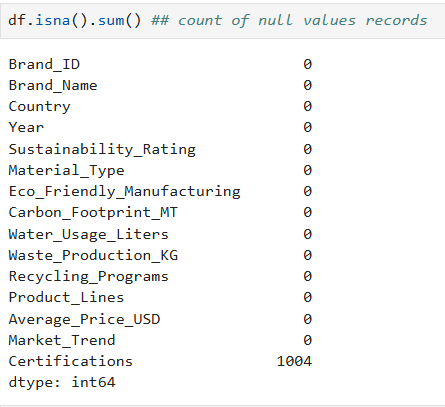 df.isna().sum() ## count of null values records
Brand_ID 0
Brand_Name 0
Country 0
Year 0
Sustainability_Rating 0
Material_Type 0
Eco_Friendly_Manufacturing 0
Carbon_Footprint_MT 0
Water_Usage_Liters 0
Waste_Production_KG 0
Recycling_Programs 0
Product_Lines 0
Average_Price_USD 0
Market_Trend 0
Certifications 1004
dtype: int64